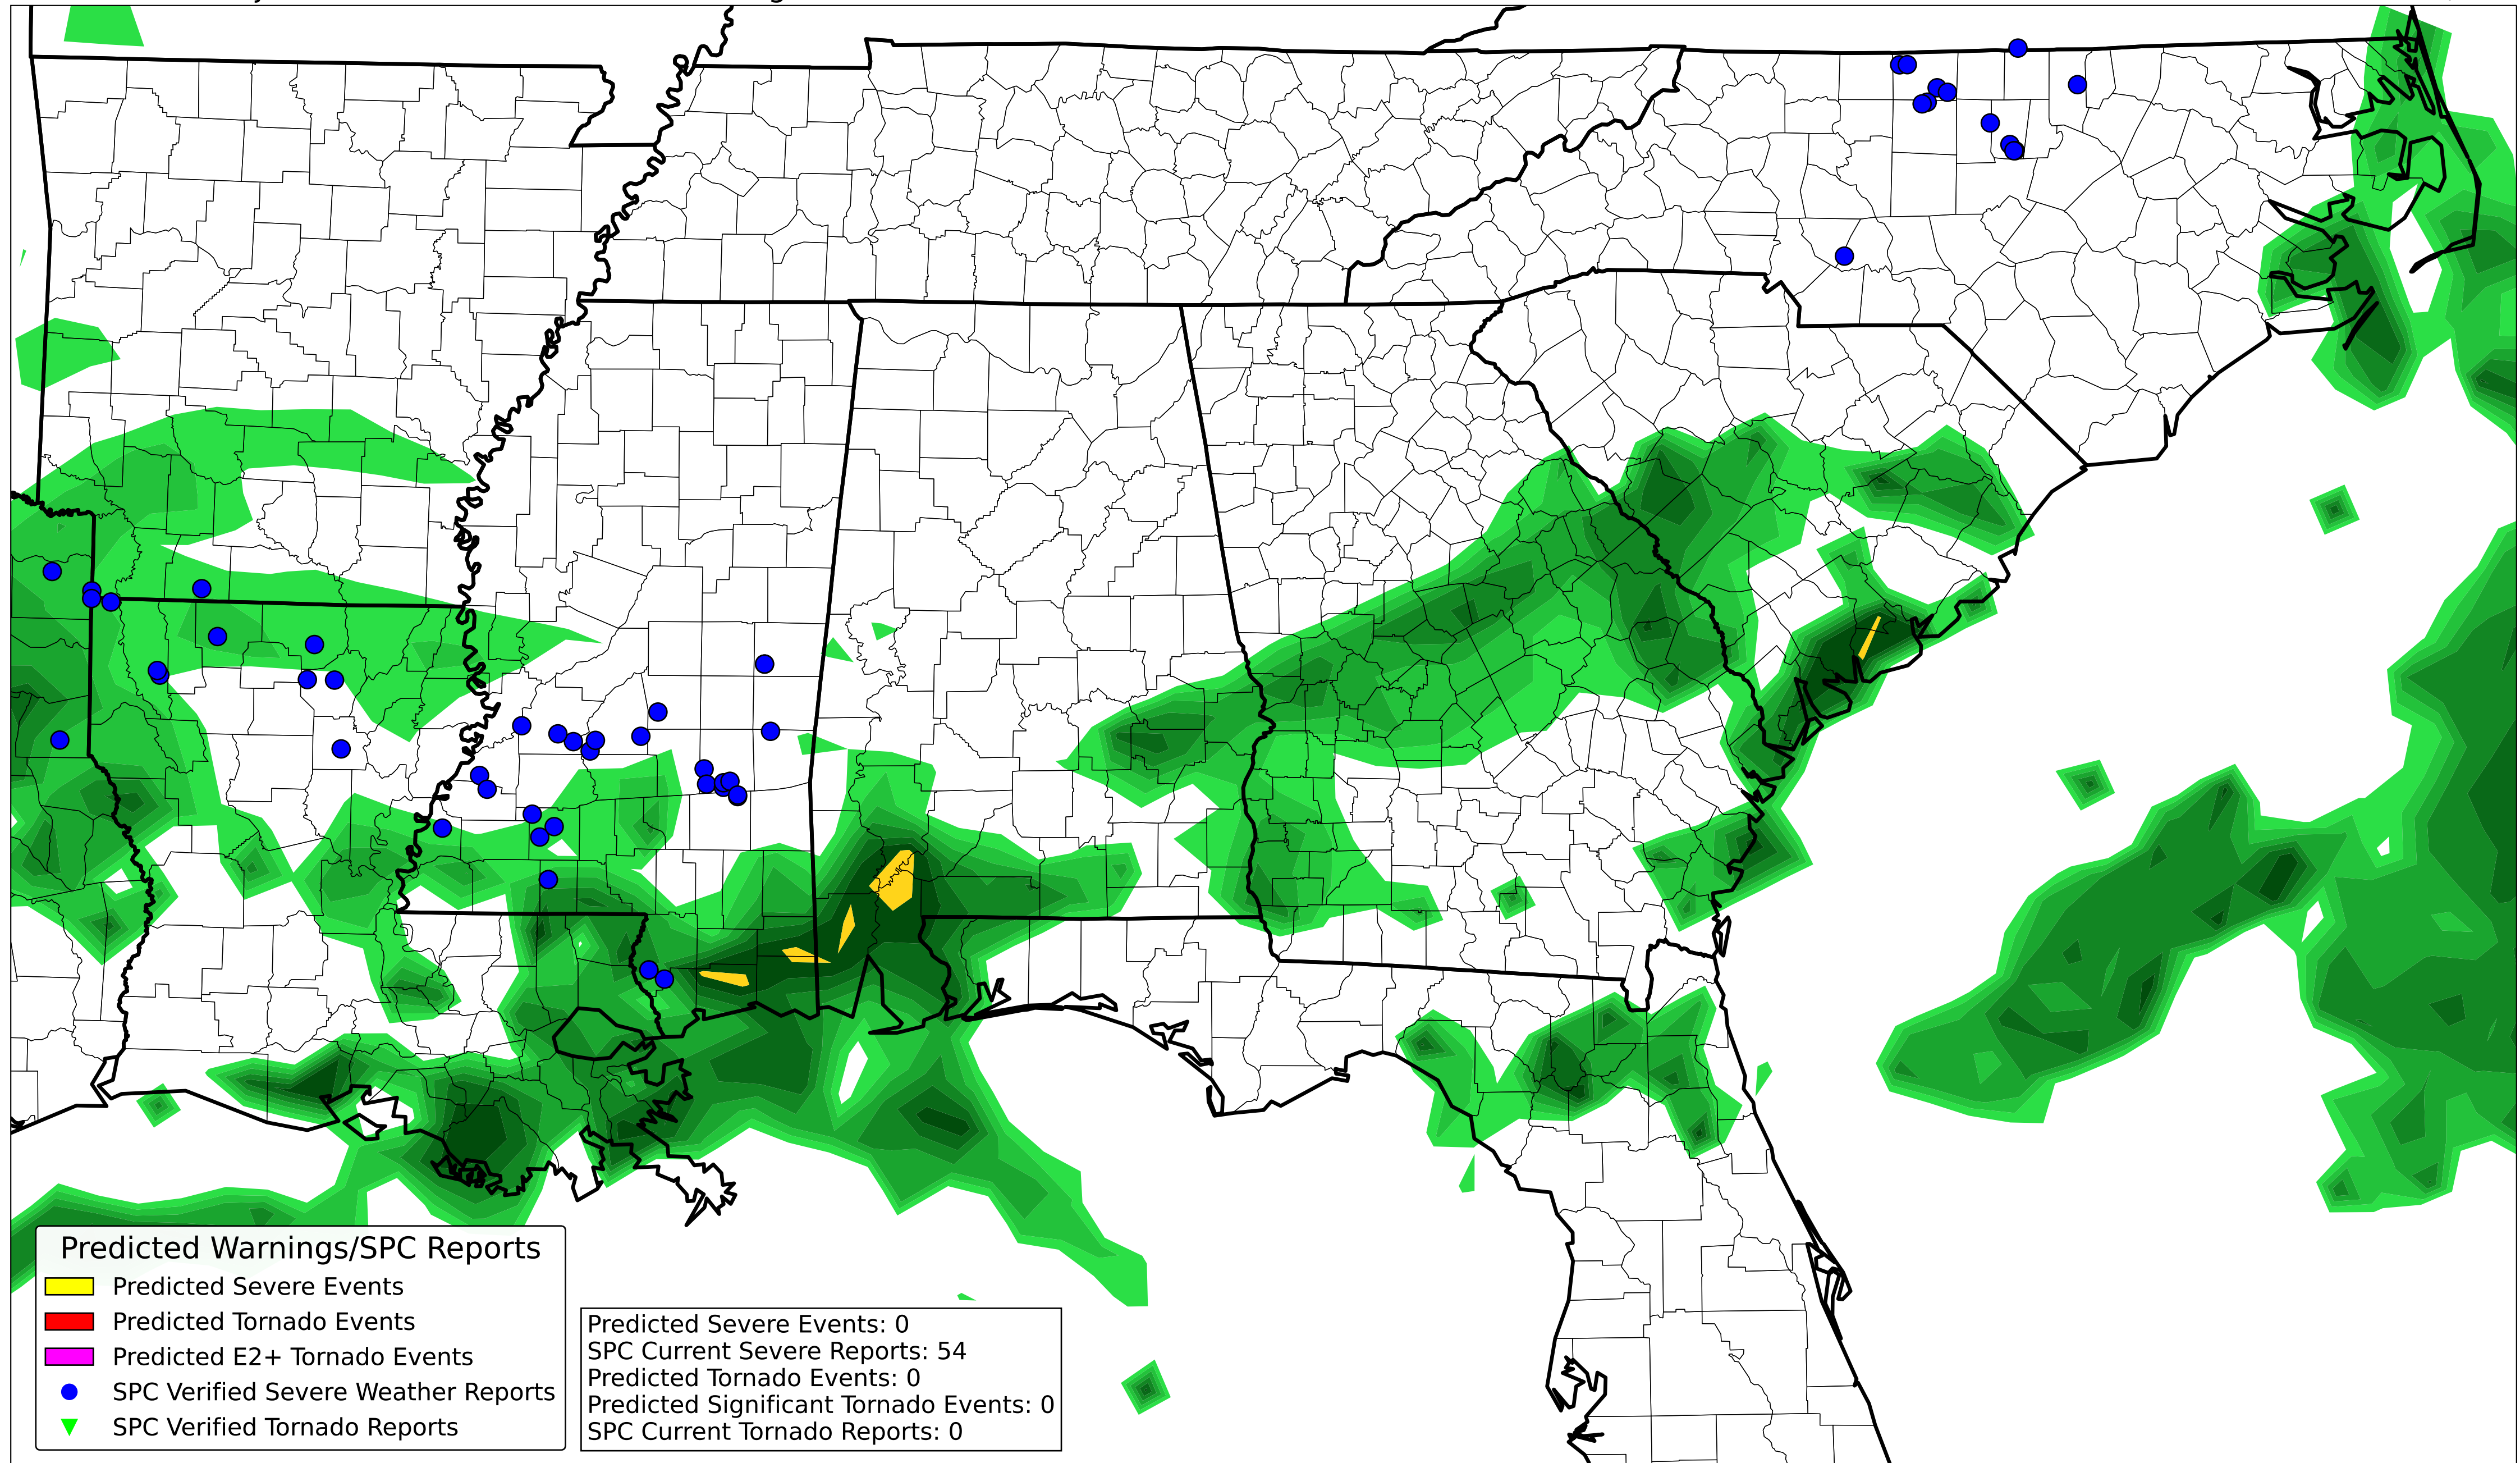 Predicted Warnings/SPC Reports
Predicted Severe Events
Predicted Tornado Events
Predicted E2+ Tornado Events
SPC Verified Severe Weather Reports
SPC Verified Tornado Reports
Predicted Severe Events: 0
SPC Current Severe Reports: 54
Predicted Tornado Events: 0
Predicted Significant Tornado Events: 0
SPC Current Tornado Reports: 0